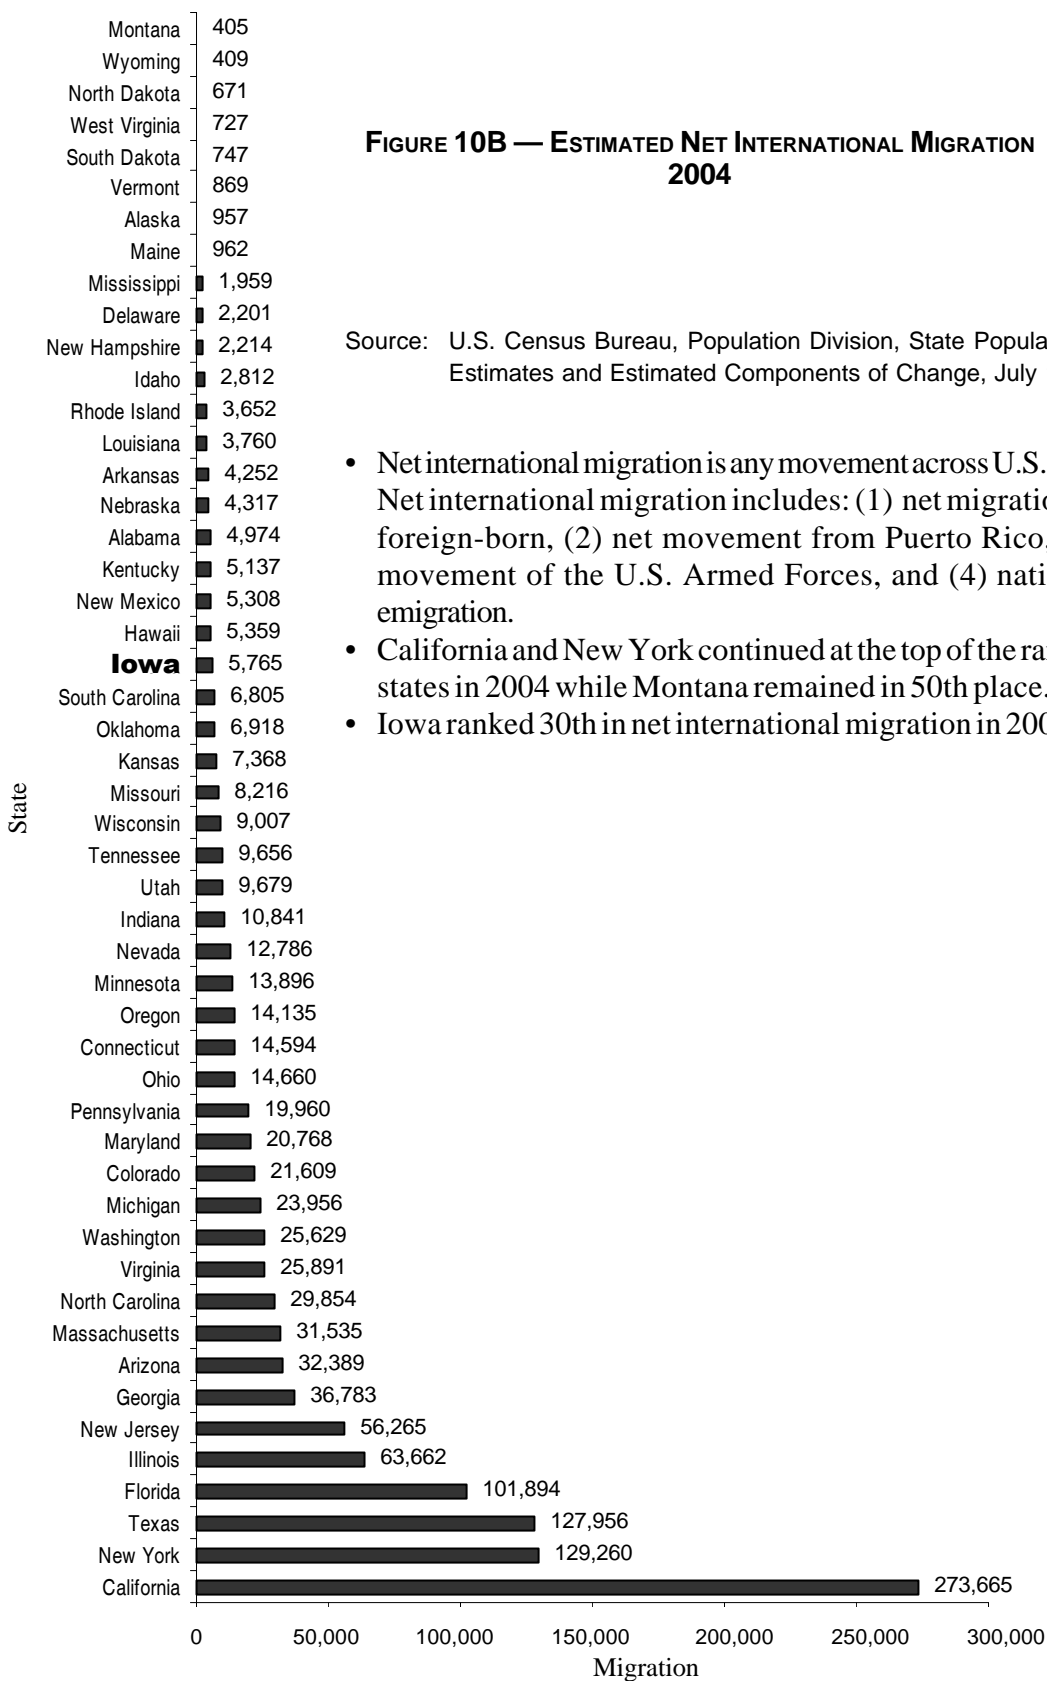 Montana 405
Wyoming 409
North Dakota 671
West Virginia 727
South Dakota 747
Vermont 869
Alaska 957
Maine 962
Mississippi 1,959
Delaware 2,201
New Hampshire 2,214
Idaho 2,812
Rhode Island 3,652
Louisiana 3,760
Arkansas 4,252
Nebraska 4,317
Alabama 4,974
Kentucky 5,137
New Mexico 5,308
Hawaii 5,359
Iowa 5,765
South Carolina 6,805
Oklahoma 6,918
Kansas 7,368
Missouri 8,216
Wisconsin 9,007
Tennessee 9,656
Utah 9,679
Indiana 10,841
Nevada 12,786
Minnesota 13,896
Oregon 14,135
Connecticut 14,594
Ohio 14,660
Pennsylvania 19,960
Maryland 20,768
Colorado 21,609
Michigan 23,956
Washington 25,629
Virginia 25,891
North Carolina 29,854
Massachusetts 31,535
Arizona 32,389
Georgia 36,783
New Jersey 56,265
Illinois 63,662
Florida 101,894
Texas 127,956
New York 129,260
California 273,665
0 50,000 100,000 150,000 200,000 250,000 300,000
Migration
State
FIGURE 10B — ESTIMATED NET INTERNATIONAL MIGRATION
2004
Source: U.S. Census Bureau, Population Division, State Popula
Estimates and Estimated Components of Change, July
• Net international migration is any movement across U.S.
Net international migration includes: (1) net migratio
foreign-born, (2) net movement from Puerto Rico,
movement of the U.S. Armed Forces, and (4) nati
emigration.
• California and New York continued at the top of the ra
states in 2004 while Montana remained in 50th place.
• Iowa ranked 30th in net international migration in 200